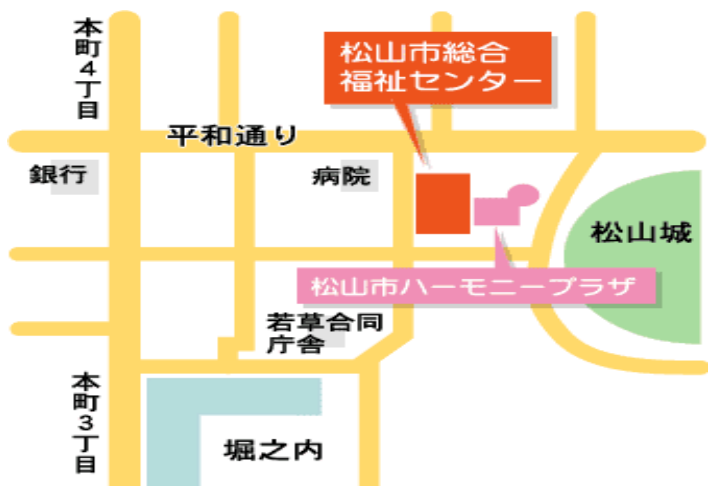 本町4丁目
松山市総合
福祉センター
平和通り
銀行
病院
松山城
松山市ハーモニープラザ
若草合同
庁舎
本町3丁目
堀之内